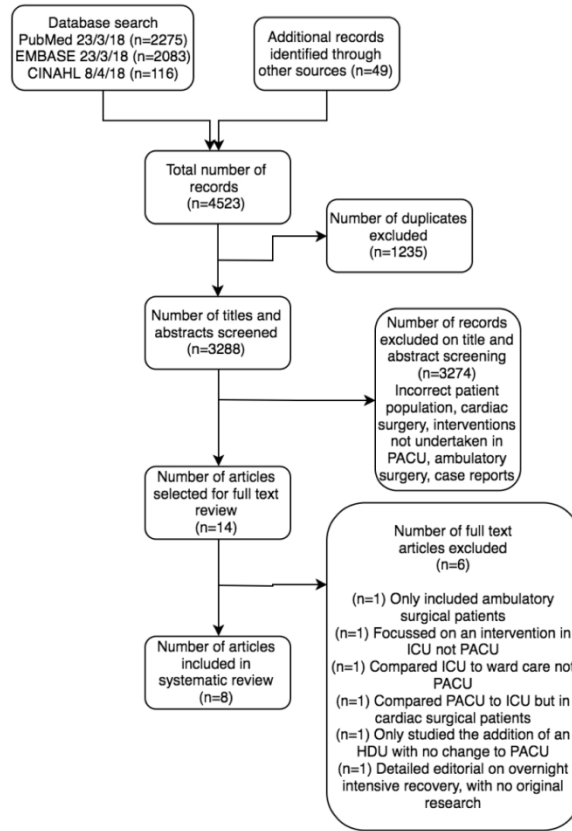 Database search
PubMed 23/3/18 (n=2275)
EMBASE 23/3/18 (n=2083)
CINAHL 8/4/18 (n=116)
Additional records
identified through
other sources (n=49)
Total number of
records
(n=4523)
Number of duplicates
excluded
(n=1235)
Number of titles and
abstracts screened
(n=3288)
Number of records
excluded on title and
abstract screening
(n=3274)
Incorrect patient
population, cardiac
surgery, interventions
not undertaken in
PACU, ambulatory
surgery, case reports
Number of articles
selected for full text
review
(n=14)
Number of full text
articles excluded
(n=6)
(n=1) Only included ambulatory
surgical patients
(n=1) Focussed on an intervention in
ICU not PACU
(n=1) Compared ICU to ward care not
PACU
(n=1) Compared PACU to ICU but in
cardiac surgical patients
(n=1) Only studied the addition of an
HDU with no change to PACU
(n=1) Detailed editorial on overnight
intensive recovery, with no original
research
Number of articles
included in
systematic review
(n=8)